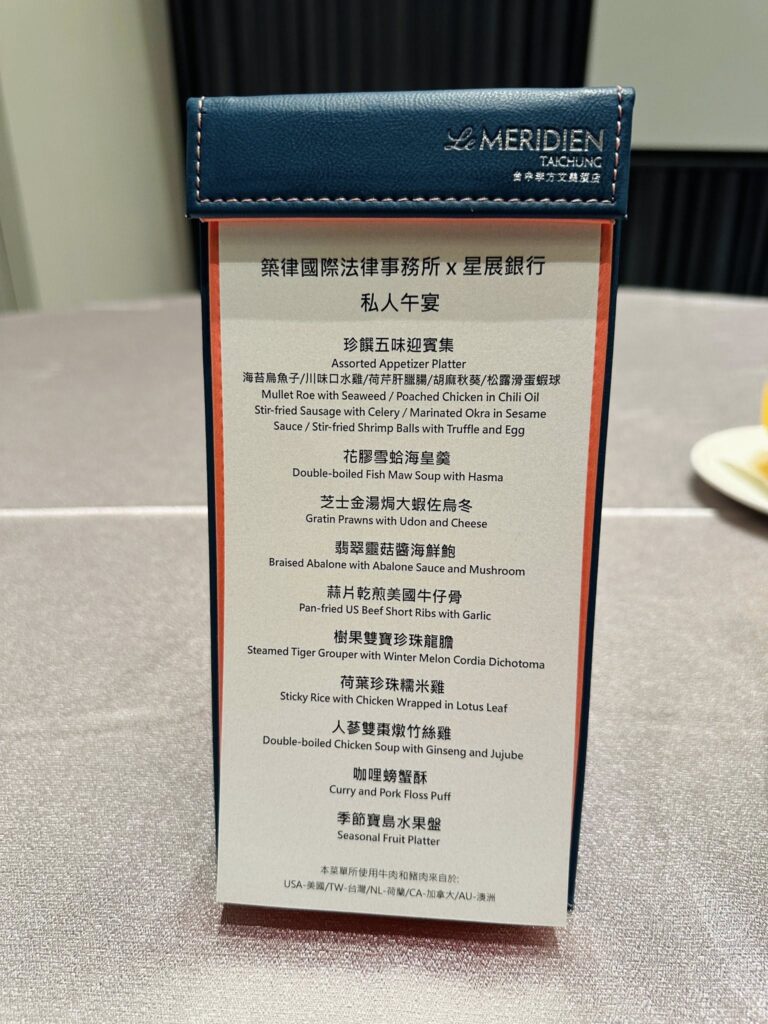 Le MERIDIEN
TAICHUNG
台中李方艾美酒店
築律國際法律事務所 x 星展銀行
私人午宴
珍饌五味迎賓集
Assorted Appetizer Platter
海苔烏魚子/川味口水雞/荷芹肝臘腸/胡麻秋葵/松露滑蛋蝦球
Mullet Roe with Seaweed / Poached Chicken in Chili Oil
Stir-fried Sausage with Celery / Marinated Okra in Sesame
Sauce / Stir-fried Shrimp Balls with Truffle and Egg
花膠雪蛤海皇羹
Double-boiled Fish Maw Soup with Hasma
芝士金湯焗大蝦佐烏冬
Gratin Prawns with Udon and Cheese
翡翠靈菇醬海鮮鮑
Braised Abalone with Abalone Sauce and Mushroom
蒜片乾煎美國牛仔骨
Pan-fried US Beef Short Ribs with Garlic
樹果雙寶珍珠龍膽
Steamed Tiger Grouper with Winter Melon Cordia Dichotoma
荷葉珍珠糯米雞
Sticky Rice with Chicken Wrapped in Lotus Leaf
人蔘雙棗燉竹絲雞
Double-boiled Chicken Soup with Ginseng and Jujube
咖哩螃蟹酥
Curry and Pork Floss Puff
季節寶島水果盤
Seasonal Fruit Platter
本菜單所使用牛肉和豬肉來自於:
USA-美國/TW-台灣/NL-荷蘭/CA-加拿大/AU-澳洲